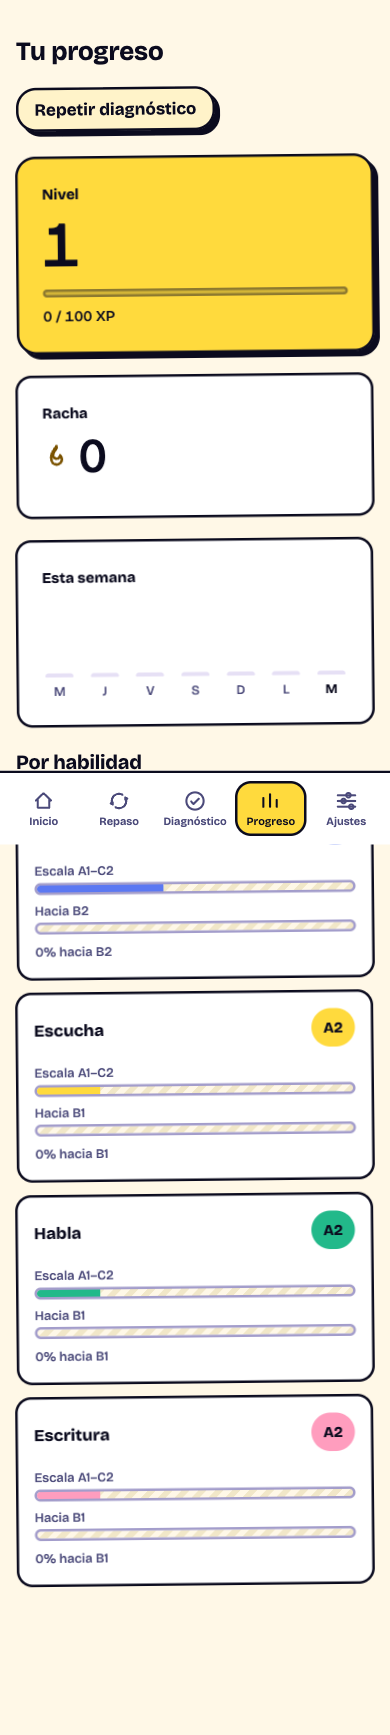 Tu progreso
Repetir diagnóstico
Nivel
1
0 / 100 XP
Racha
0
Esta semana
M J V S D L M
Por habilidad
Inicio Repaso Diagnóstico Progreso Ajustes
Escala A1–C2
Hacia B2
0% hacia B2
Escucha A2
Escala A1–C2
Hacia B1
0% hacia B1
Habla A2
Escala A1–C2
Hacia B1
0% hacia B1
Escritura A2
Escala A1–C2
Hacia B1
0% hacia B1